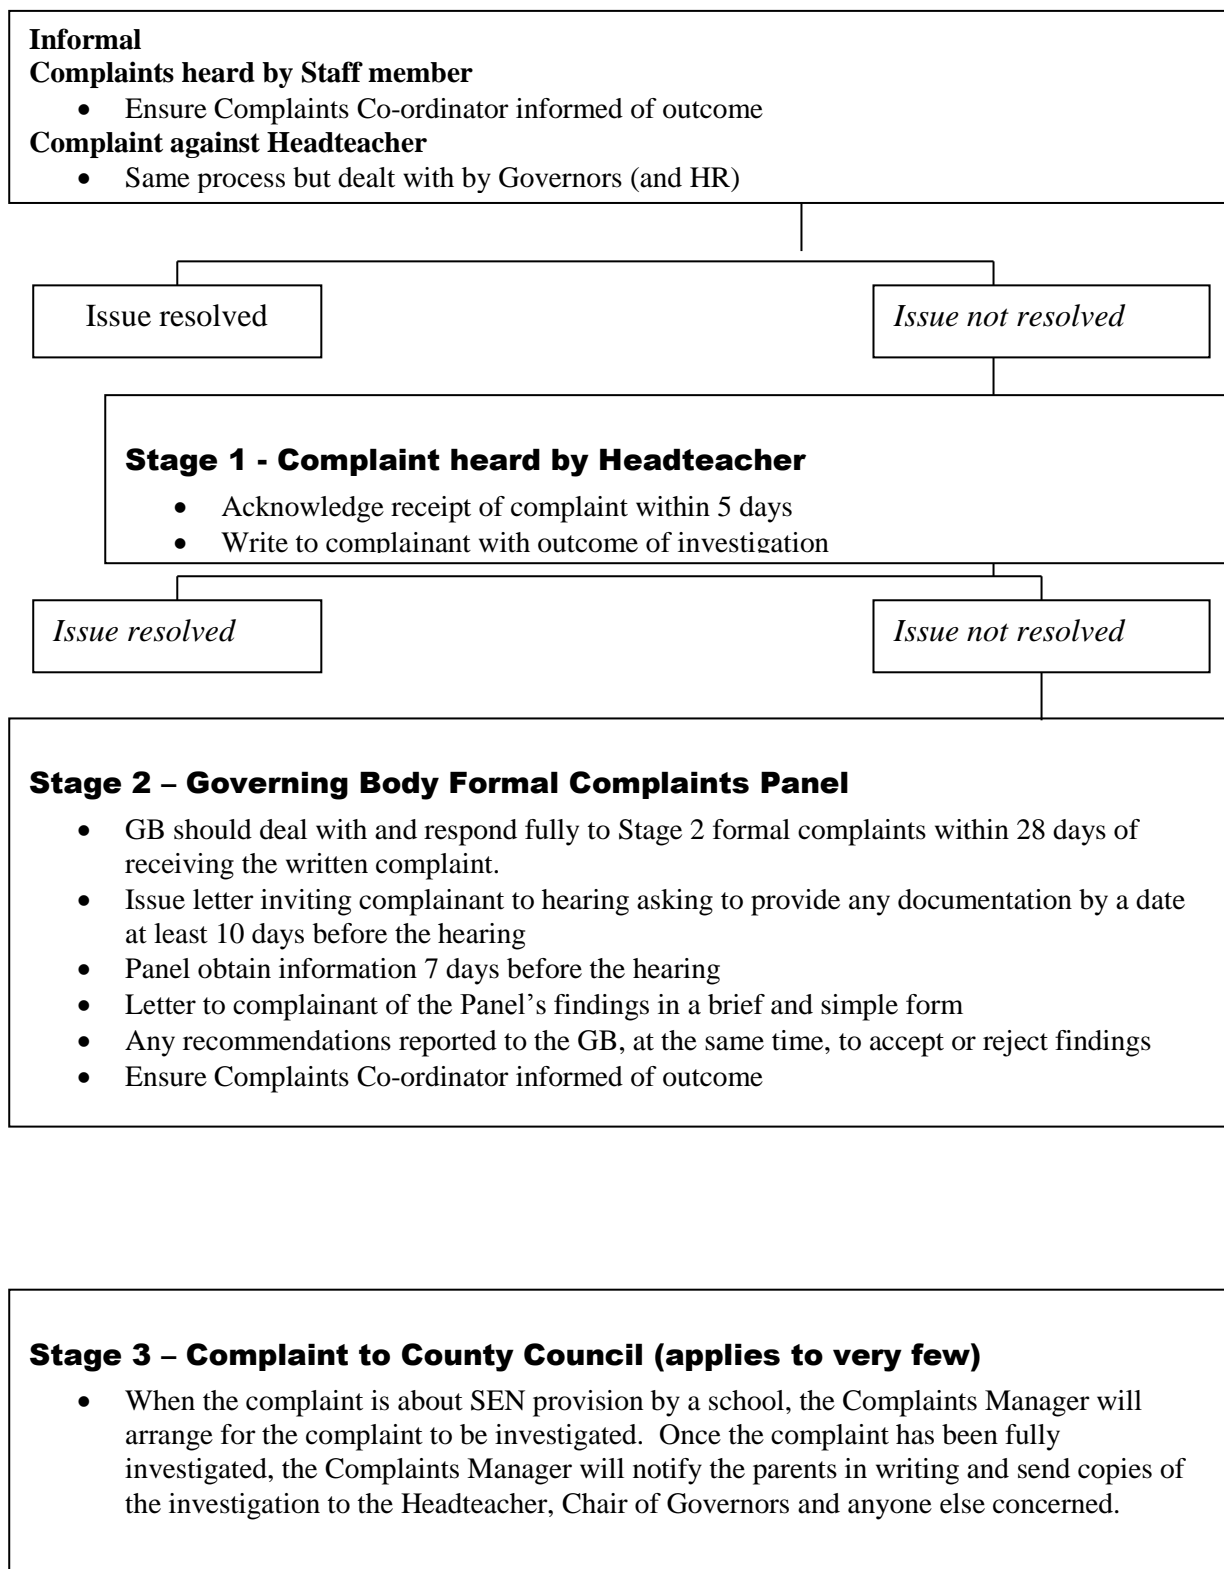 Informal
Complaints heard by Staff member
• Ensure Complaints Co-ordinator informed of outcome
Complaint against Headteacher
• Same process but dealt with by Governors (and HR)
Issue resolved
Issue not resolved
Stage 1 - Complaint heard by Headteacher
• Acknowledge receipt of complaint within 5 days
• Write to complainant with outcome of investigation
Issue resolved
Issue not resolved
Stage 2 – Governing Body Formal Complaints Panel
• GB should deal with and respond fully to Stage 2 formal complaints within 28 days of
receiving the written complaint.
• Issue letter inviting complainant to hearing asking to provide any documentation by a date
at least 10 days before the hearing
• Panel obtain information 7 days before the hearing
• Letter to complainant of the Panel’s findings in a brief and simple form
• Any recommendations reported to the GB, at the same time, to accept or reject findings
• Ensure Complaints Co-ordinator informed of outcome
Stage 3 – Complaint to County Council (applies to very few)
• When the complaint is about SEN provision by a school, the Complaints Manager will
arrange for the complaint to be investigated.  Once the complaint has been fully
investigated, the Complaints Manager will notify the parents in writing and send copies of
the investigation to the Headteacher, Chair of Governors and anyone else concerned.